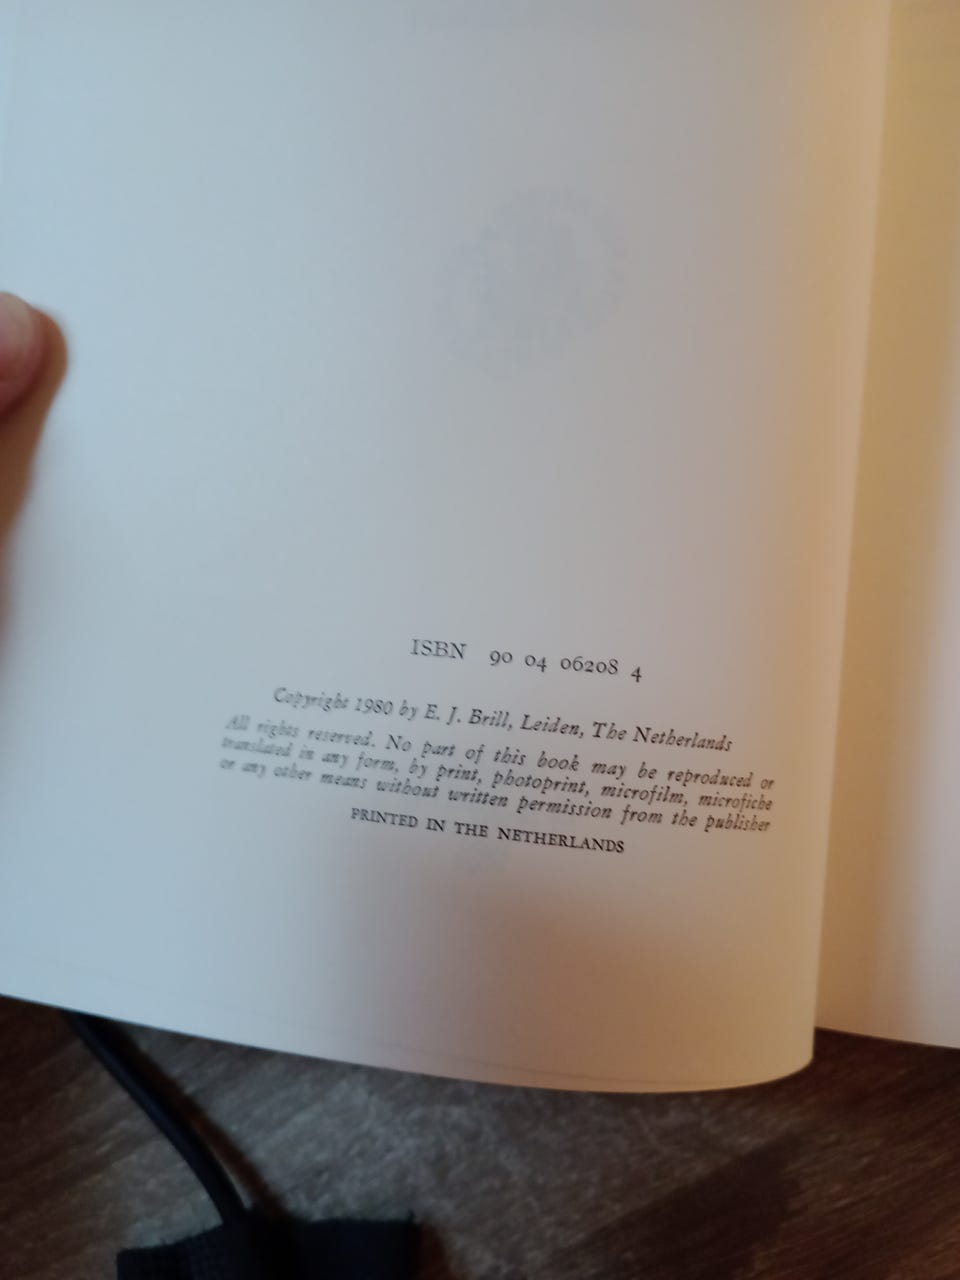 ISBN 90 04 06208 4
Copyright 1980 by E. J. Brill, Leiden, The Netherlands
All rights reserved. No part of this book may be reproduced or
translated in any form, by print, photoprint, microfilm, microfiche
or any other means without written permission from the publisher
PRINTED IN THE NETHERLANDS